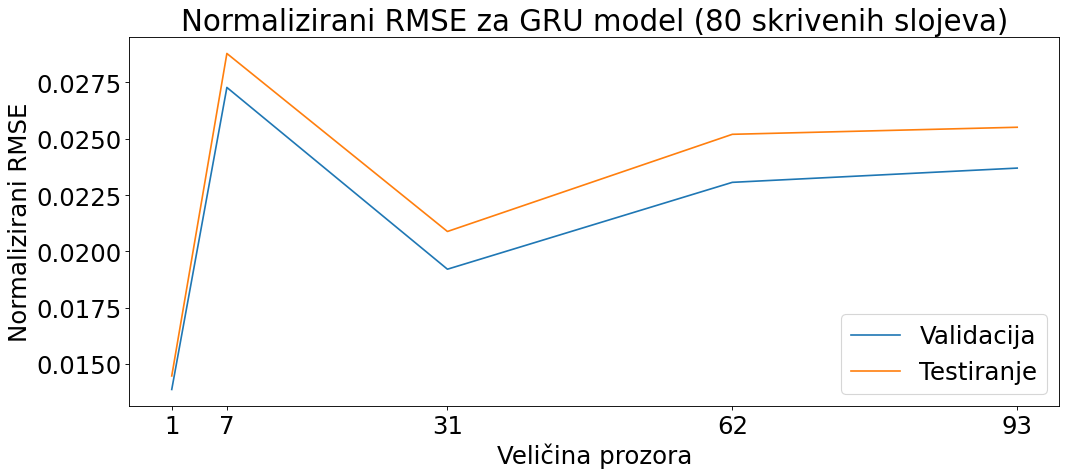 Normalizirani RMSE za GRU model (80 skrivenih slojeva)
Normalizirani RMSE
0.0275
0.0250
0.0225
0.0200
0.0175
0.0150
Validacija
Testiranje
1 7 31 62 93
Veličina prozora